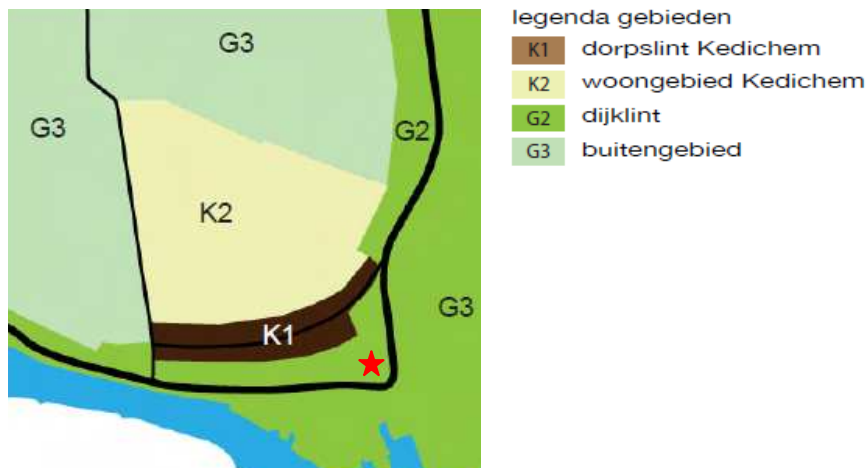 legenda gebieden
K1 dorpslint Kedichem
K2 woongebied Kedichem
G2 dijklint
G3 buitengebied
G3
G3
G2
K2
G3
K1